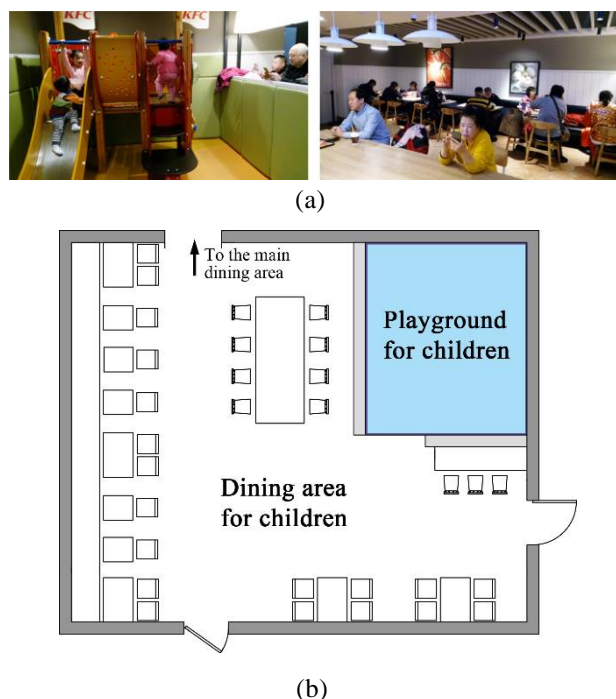 KFC
KFC
(a)
To the main
dining area
Playground
for children
Dining area
for children
(b)